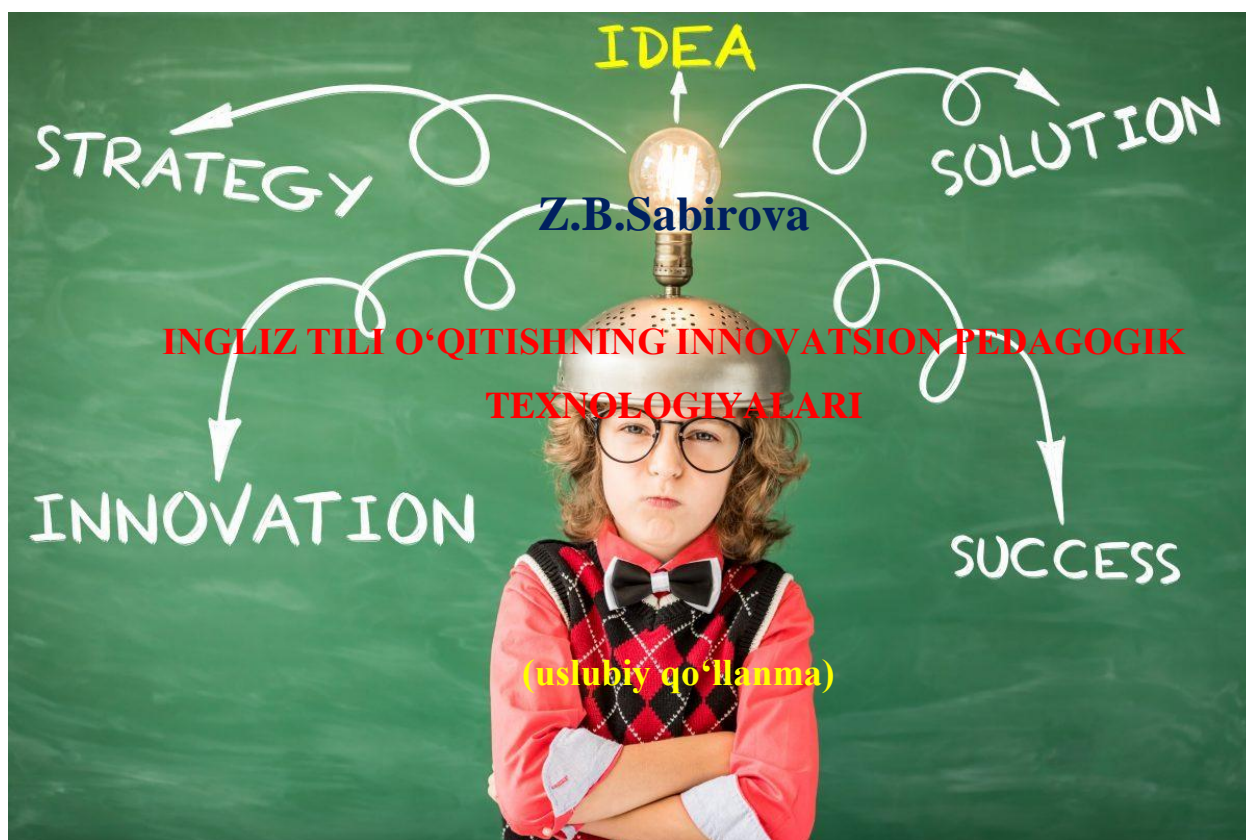 IDEA
STRATEGY
SOLUTION
Z.B.Sabirova
INGLIZ TILI O‘QITISHNING INNOVATSION PEDAGOGIK
TEXNOLOGIYALARI
INNOVATION
SUCCESS
(uslubiy qo‘llanma)